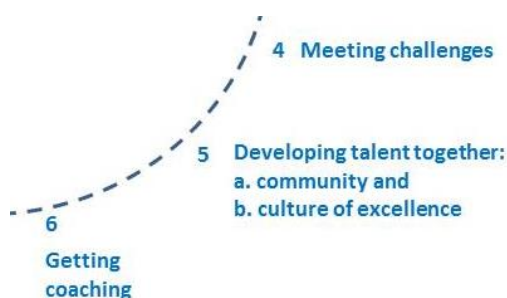 4 Meeting challenges
5 Developing talent together:
a. community and
b. culture of excellence
6
Getting
coaching